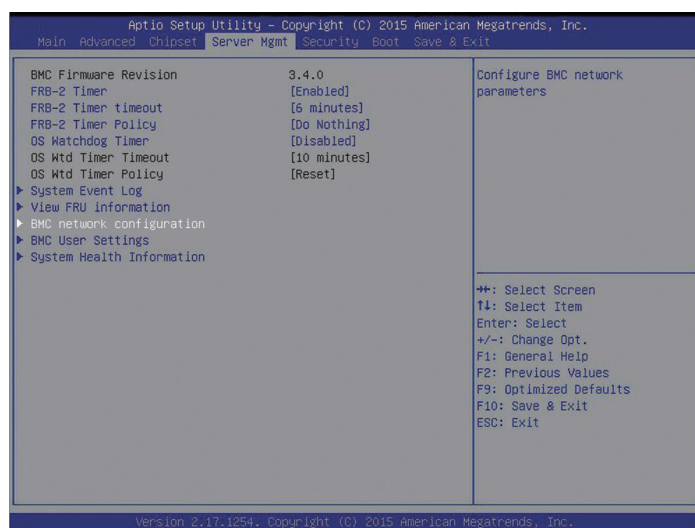 Aptio Setup Utility – Copyright (C) 2015 American Megatrends, Inc.
Main Advanced Chipset Server Mgmt Security Boot Save & Exit
BMC Firmware Revision 3.4.0
FRB-2 Timer [Enabled]
FRB-2 Timer timeout [6 minutes]
FRB-2 Timer Policy [Do Nothing]
OS Watchdog Timer [Disabled]
OS Wtd Timer Timeout [10 minutes]
OS Wtd Timer Policy [Reset]
System Event Log
View FRU information
BMC network configuration
BMC User Settings
System Health Information
Configure BMC network
parameters
→←: Select Screen
↑↓: Select Item
Enter: Select
+/-: Change Opt.
F1: General Help
F2: Previous Values
F9: Optimized Defaults
F10: Save & Exit
ESC: Exit
Version 2.17.1254. Copyright (C) 2015 American Megatrends, Inc.